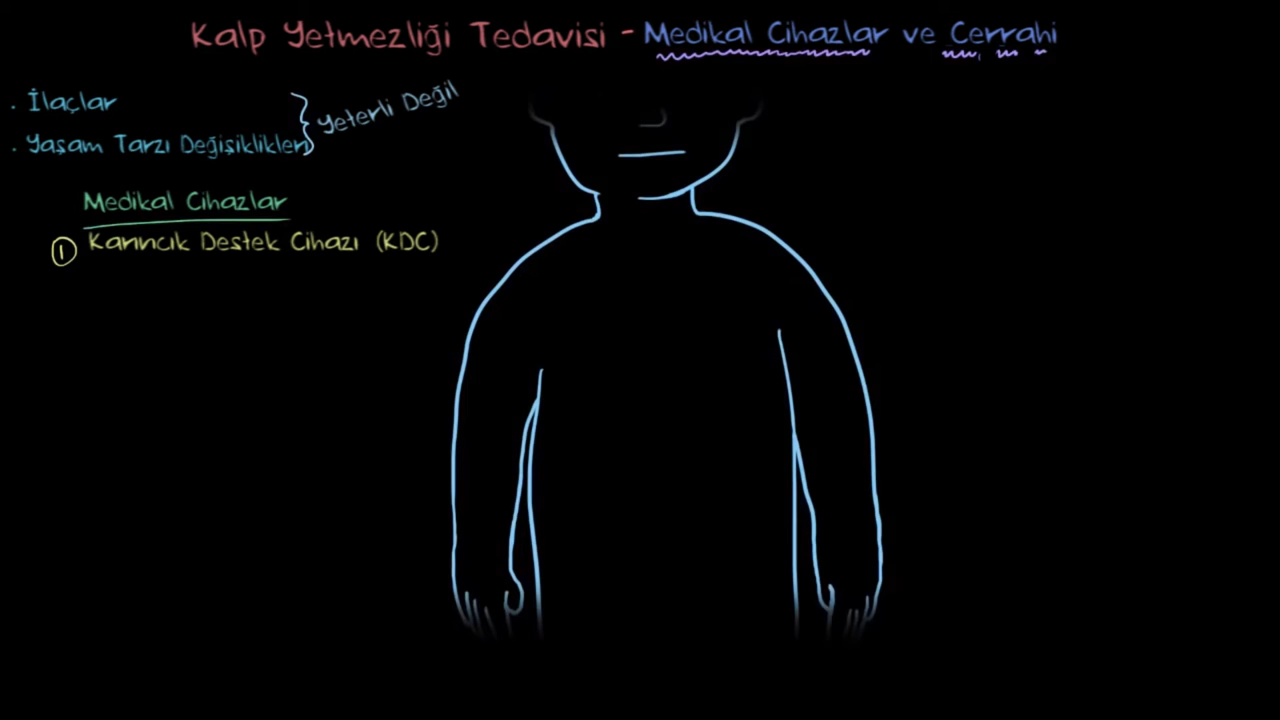 Kalp Yetmezliği Tedavisi - Medikal Cihazlar ve Cerrahi
. İlaçlar
. Yaşam Tarzı Değişiklikleri
Yeterli Değil
Medikal Cihazlar
1 Karıncık Destek Cihazı (KDC)